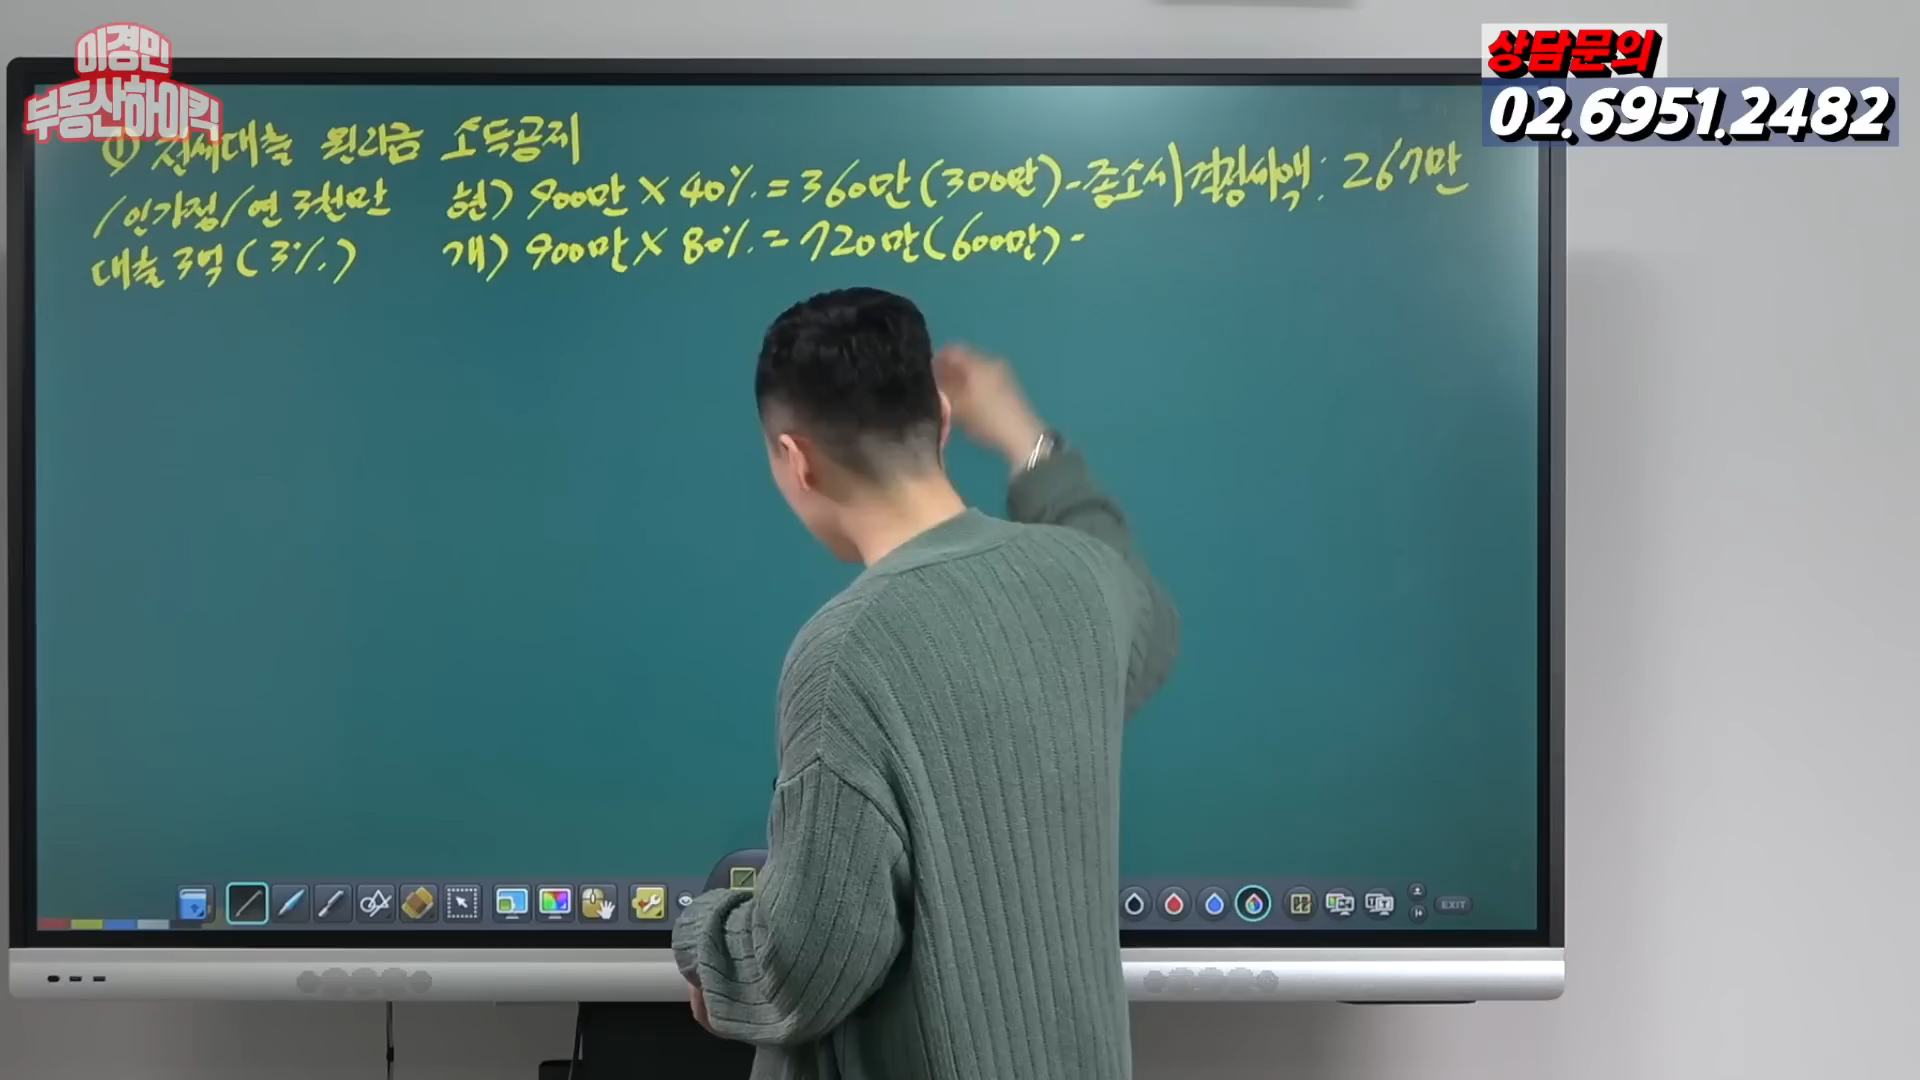 이경민
부동산하이킥
상담문의
02.6951.2482
① 전세대출 원리금 소득공제
/인가점/연 3천만
대출 3억 (3%)
현) 900만 X 40% = 360만 (300만) - 종소시 결정세액: 267만
개) 900만 X 80% = 720만 (600만) -
EXIT